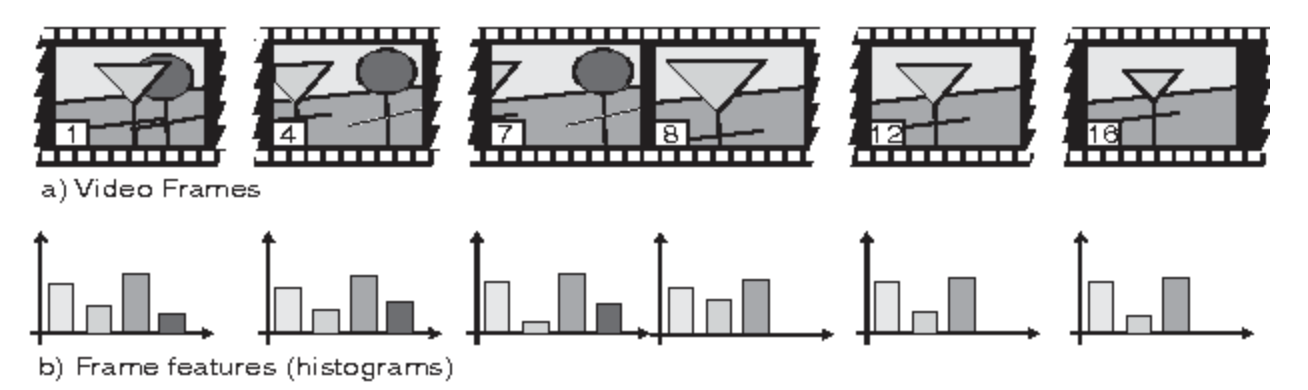 1 4 7 8 12 16
a) Video Frames
b) Frame features (histograms)